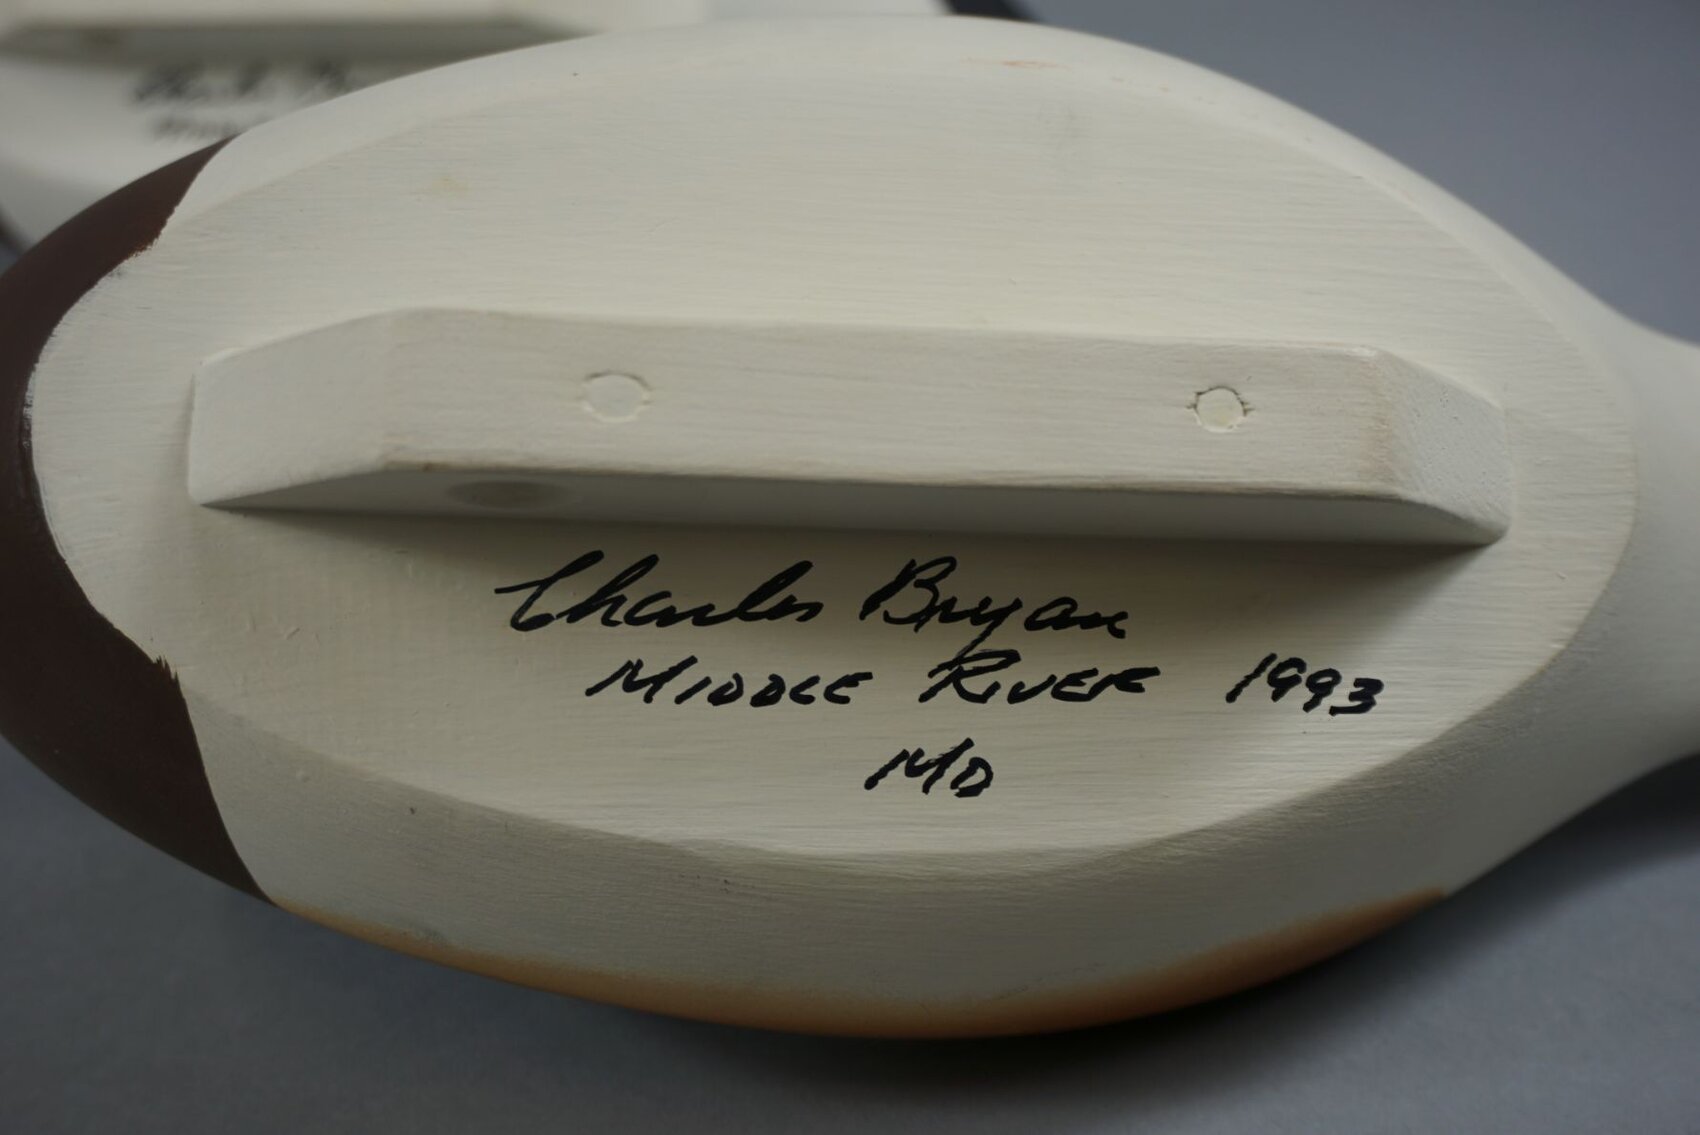 Charles Bryan
MIDDLE RIVER 1993
MD